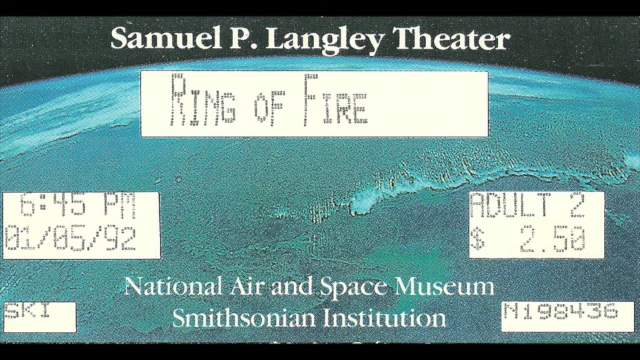 Samuel P. Langley Theater
RING OF FIRE
6:45 PM
01/05/92
ADULT 2
$ 2.50
National Air and Space Museum
Smithsonian Institution
SKI
N198436